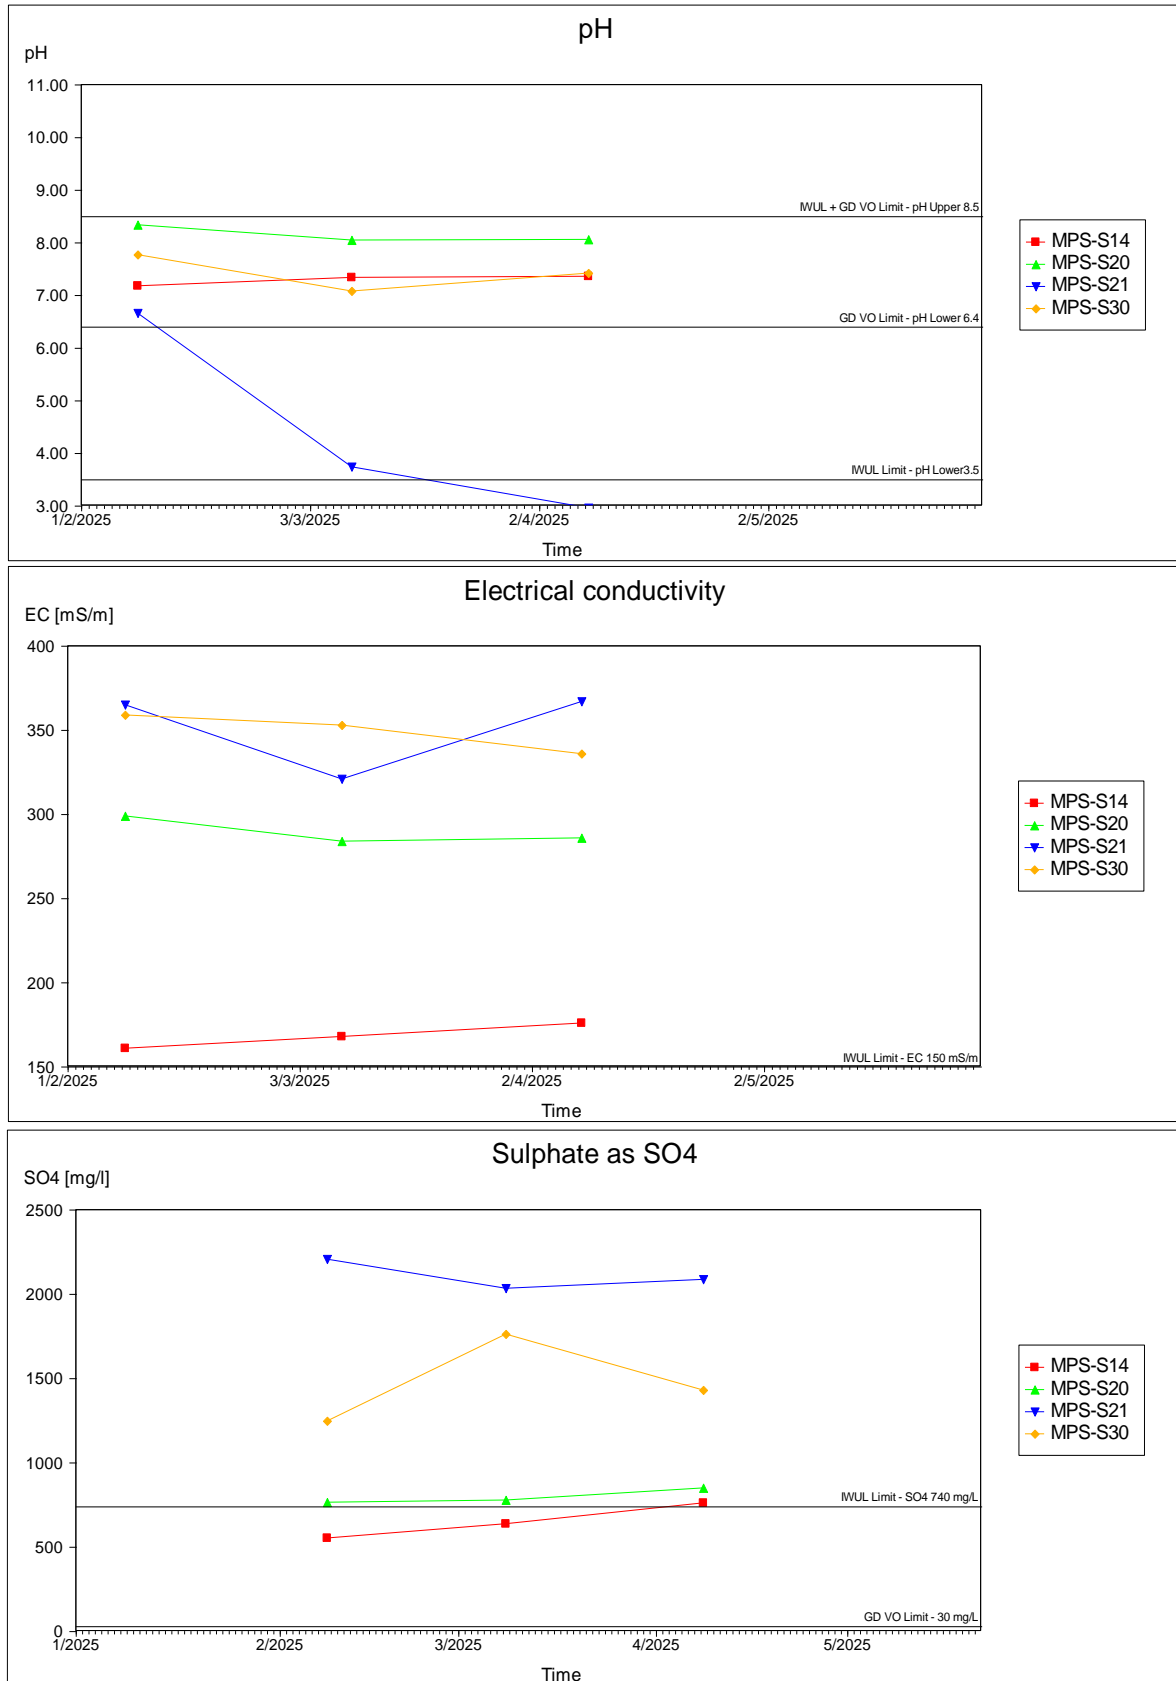 pH
pH
11.00
10.00
9.00
IWUL + GD VO Limit - pH Upper 8.5
8.00
7.00
GD VO Limit - pH Lower 6.4
6.00
5.00
4.00
IWUL Limit - pH Lower3.5
3.00
1/2/2025 3/3/2025 2/4/2025 2/5/2025
Time
MPS-S14
MPS-S20
MPS-S21
MPS-S30
Electrical conductivity
EC [mS/m]
400
350
300
250
200
IWUL Limit - EC 150 mS/m
150
1/2/2025 3/3/2025 2/4/2025 2/5/2025
Time
MPS-S14
MPS-S20
MPS-S21
MPS-S30
Sulphate as SO4
SO4 [mg/l]
2500
2000
1500
1000
IWUL Limit - SO4 740 mg/L
500
GD VO Limit - 30 mg/L
0
1/2025 2/2025 3/2025 4/2025 5/2025
Time
MPS-S14
MPS-S20
MPS-S21
MPS-S30